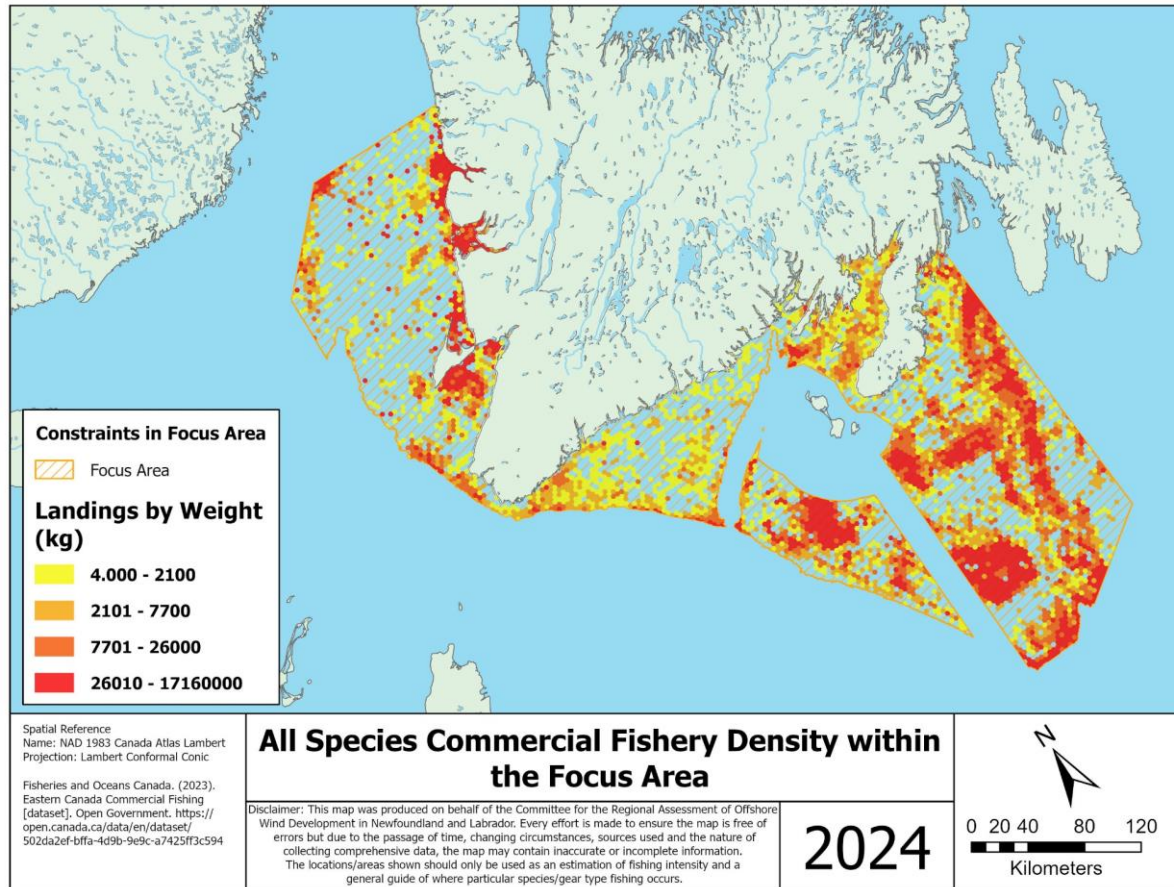 Constraints in Focus Area
Focus Area
Landings by Weight
(kg)
4.000 - 2100
2101 - 7700
7701 - 26000
26010 - 17160000
Spatial Reference
Name: NAD 1983 Canada Atlas Lambert
Projection: Lambert Conformal Conic
Fisheries and Oceans Canada. (2023).
Eastern Canada Commercial Fishing
[dataset]. Open Government. https://
open.canada.ca/data/en/dataset/
502da2ef-bffa-4d9b-9e9c-a7425ff3c594
All Species Commercial Fishery Density within
the Focus Area
Disclaimer: This map was produced on behalf of the Committee for the Regional Assessment of Offshore
Wind Development in Newfoundland and Labrador. Every effort is made to ensure the map is free of
errors but due to the passage of time, changing circumstances, sources used and the nature of
collecting comprehensive data, the map may contain inaccurate or incomplete information.
The locations/areas shown should only be used as an estimation of fishing intensity and a
general guide of where particular species/gear type fishing occurs.
2024
N
0 20 40 60 80 120
Kilometers